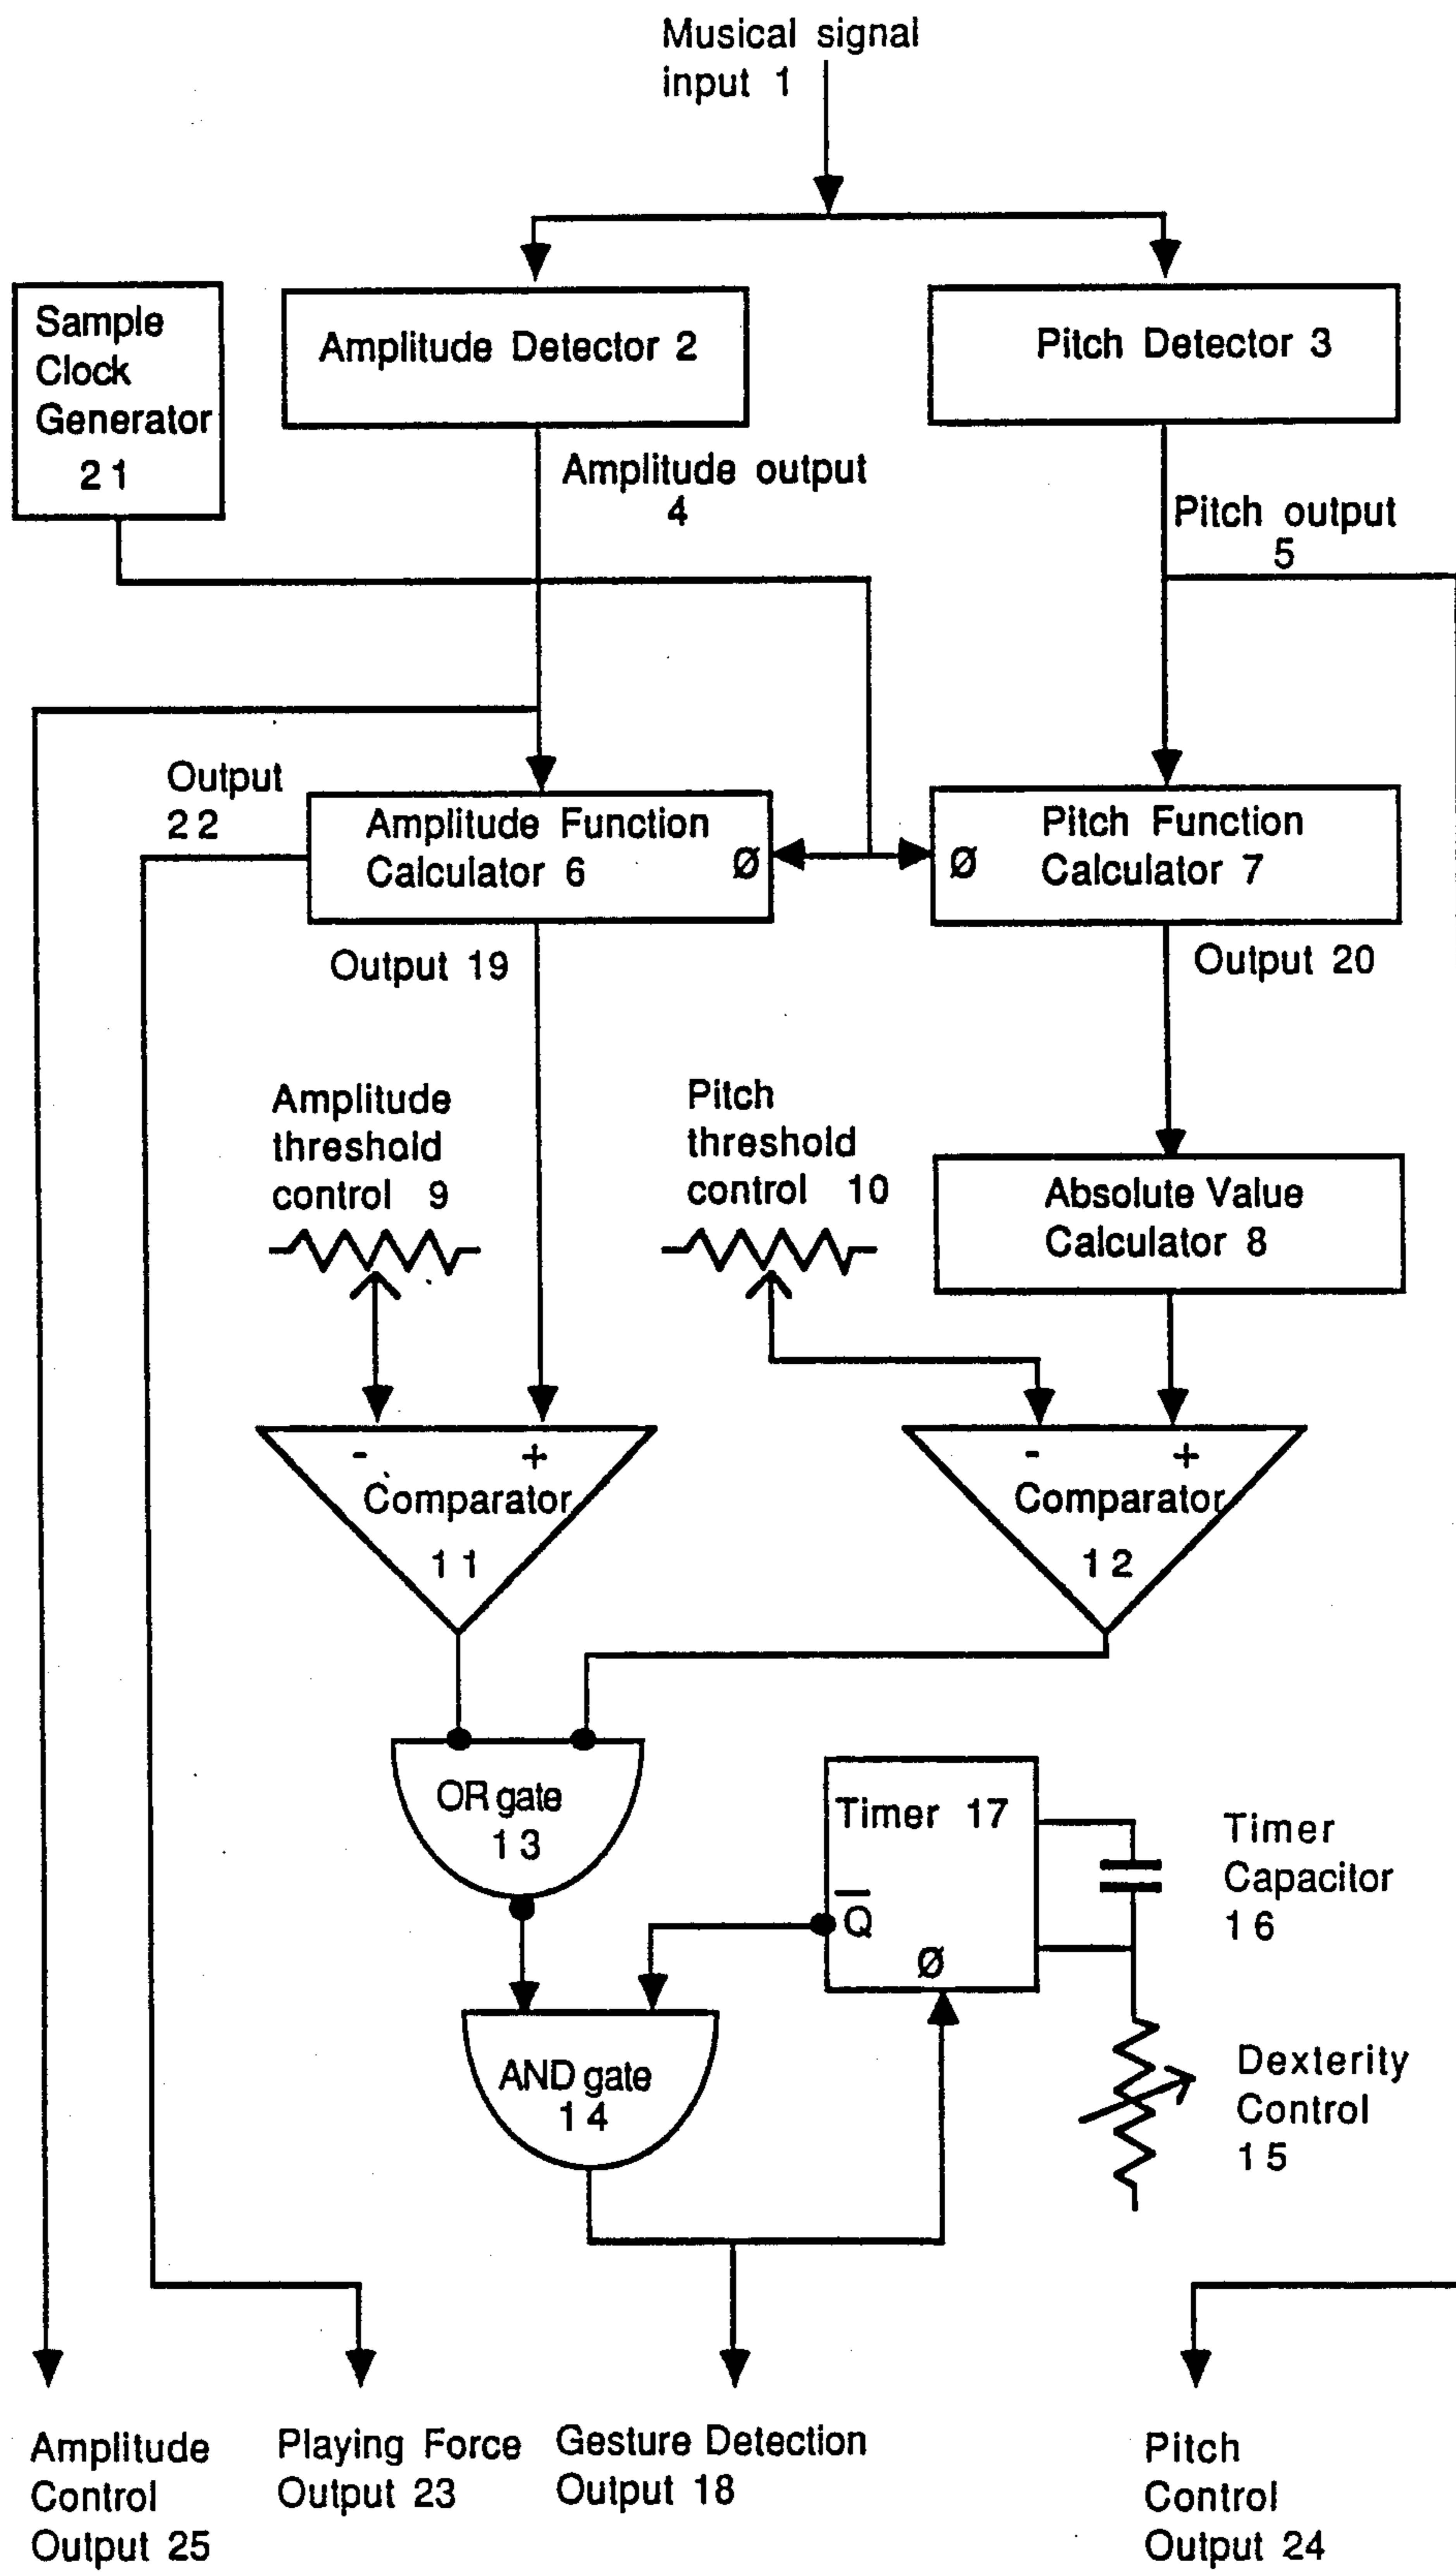 Musical signal
input 1
Sample
Clock
Generator
21
Amplitude Detector 2
Pitch Detector 3
Amplitude output
4
Pitch output
5
Output
22
Amplitude Function
Calculator 6
Ø
Ø
Pitch Function
Calculator 7
Output 19
Output 20
Amplitude
threshold
control 9
Pitch
threshold
control 10
Absolute Value
Calculator 8
- +
Comparator
11
- +
Comparator
12
OR gate
13
Timer 17
Q̅
Ø
Timer
Capacitor
16
AND gate
14
Dexterity
Control
15
Amplitude
Control
Output 25
Playing Force
Output 23
Gesture Detection
Output 18
Pitch
Control
Output 24